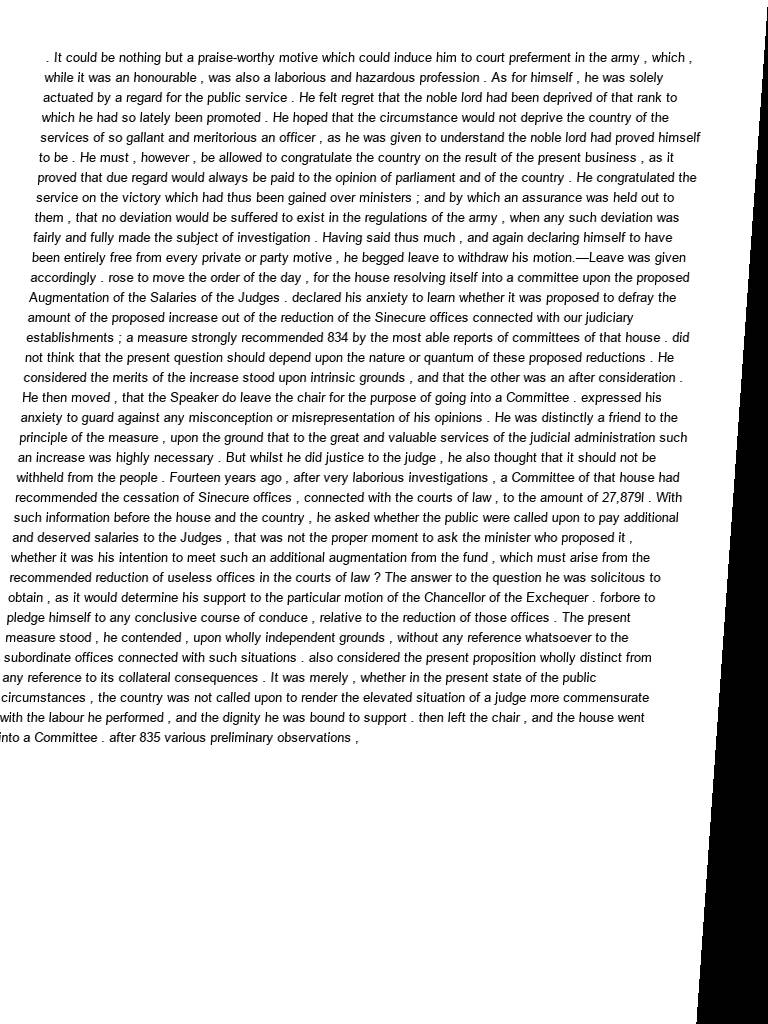 . It could be nothing but a praise-worthy motive which could induce him to court preferment in the army , which ,
while it was an honourable , was also a laborious and hazardous profession . As for himself , he was solely
actuated by a regard for the public service . He felt regret that the noble lord had been deprived of that rank to
which he had so lately been promoted . He hoped that the circumstance would not deprive the country of the
services of so gallant and meritorious an officer , as he was given to understand the noble lord had proved himself
to be . He must , however , be allowed to congratulate the country on the result of the present business , as it
proved that due regard would always be paid to the opinion of parliament and of the country . He congratulated the
service on the victory which had thus been gained over ministers ; and by which an assurance was held out to
them , that no deviation would be suffered to exist in the regulations of the army , when any such deviation was
fairly and fully made the subject of investigation . Having said thus much , and again declaring himself to have
been entirely free from every private or party motive , he begged leave to withdraw his motion.—Leave was given
accordingly . rose to move the order of the day , for the house resolving itself into a committee upon the proposed
Augmentation of the Salaries of the Judges . declared his anxiety to learn whether it was proposed to defray the
amount of the proposed increase out of the reduction of the Sinecure offices connected with our judiciary
establishments ; a measure strongly recommended 834 by the most able reports of committees of that house . did
not think that the present question should depend upon the nature or quantum of these proposed reductions . He
considered the merits of the increase stood upon intrinsic grounds , and that the other was an after consideration .
He then moved , that the Speaker do leave the chair for the purpose of going into a Committee . expressed his
anxiety to guard against any misconception or misrepresentation of his opinions . He was distinctly a friend to the
principle of the measure , upon the ground that to the great and valuable services of the judicial administration such
an increase was highly necessary . But whilst he did justice to the judge , he also thought that it should not be
withheld from the people . Fourteen years ago , after very laborious investigations , a Committee of that house had
recommended the cessation of Sinecure offices , connected with the courts of law , to the amount of 27,879l . With
such information before the house and the country , he asked whether the public were called upon to pay additional
and deserved salaries to the Judges , that was not the proper moment to ask the minister who proposed it ,
whether it was his intention to meet such an additional augmentation from the fund , which must arise from the
recommended reduction of useless offices in the courts of law ? The answer to the question he was solicitous to
obtain , as it would determine his support to the particular motion of the Chancellor of the Exchequer . forbore to
pledge himself to any conclusive course of conduce , relative to the reduction of those offices . The present
measure stood , he contended , upon wholly independent grounds , without any reference whatsoever to the
subordinate offices connected with such situations . also considered the present proposition wholly distinct from
any reference to its collateral consequences . It was merely , whether in the present state of the public
circumstances , the country was not called upon to render the elevated situation of a judge more commensurate
with the labour he performed , and the dignity he was bound to support . then left the chair , and the house went
into a Committee . after 835 various preliminary observations ,